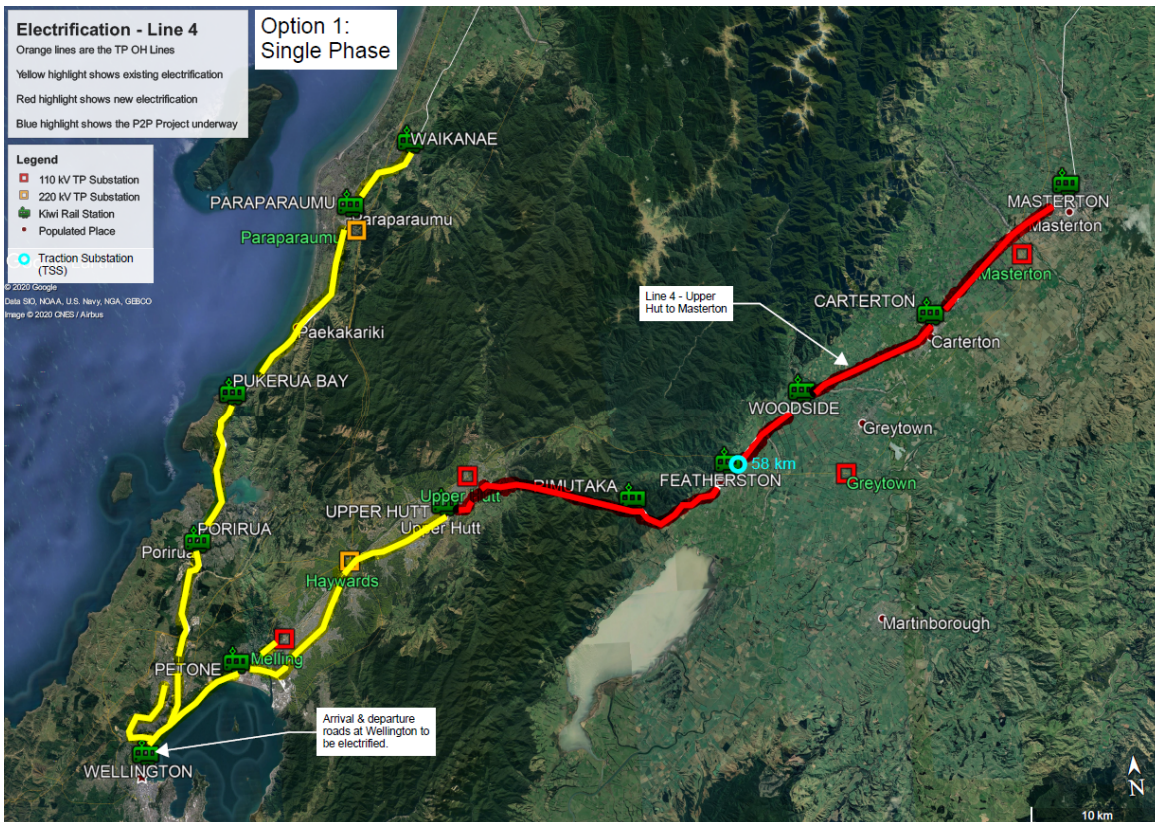 Electrification - Line 4
Orange lines are the TP OH Lines
Yellow highlight shows existing electrification
Red highlight shows new electrification
Blue highlight shows the P2P Project underway
Option 1:
Single Phase
Legend
110 kV TP Substation
220 kV TP Substation
Kiwi Rail Station
Populated Place
Traction Substation
(TSS)
© 2020 Google
Data SIO, NOAA, U.S. Navy, NGA, GEBCO
Image © 2020 CNES / Airbus
WAIKANAE
PARAPARAUMU
Paraparaumu
Paraparaumu
MASTERTON
Masterton
Masterton
Line 4 - Upper
Hut to Masterton
CARTERTON
Carterton
Paekakariki
PUKERUA BAY
WOODSIDE
Greytown
58 km
FEATHERSTON
Greytown
RIMUTAKA
Upper Hutt
UPPER HUTT
Upper Hutt
PORIRUA
Porirua
Haywards
Martinborough
PETONE
Melling
Arrival & departure
roads at Wellington to
be electrified.
WELLINGTON
N
10 km